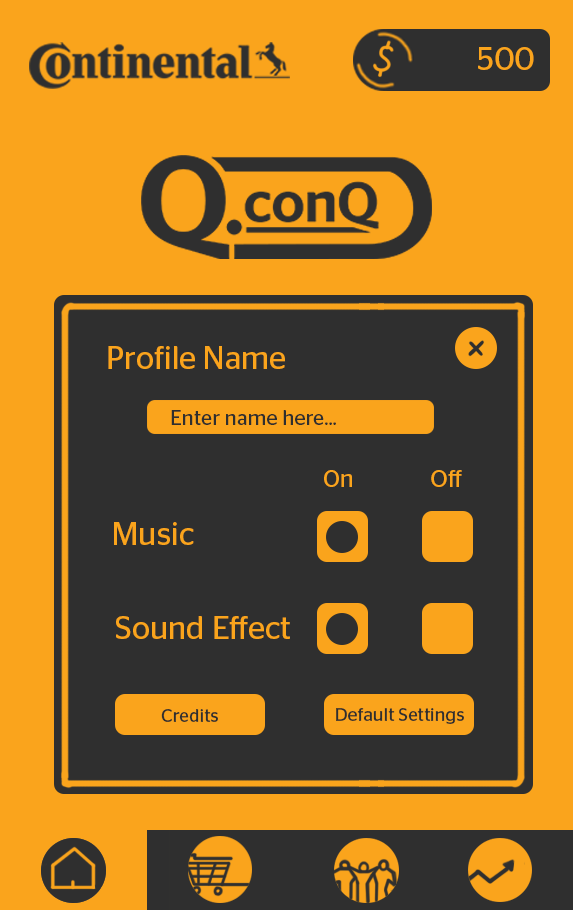 Continental
$ 500
Q.conQ
Profile Name
Enter name here...
On Off
Music
Sound Effect
Credits Default Settings